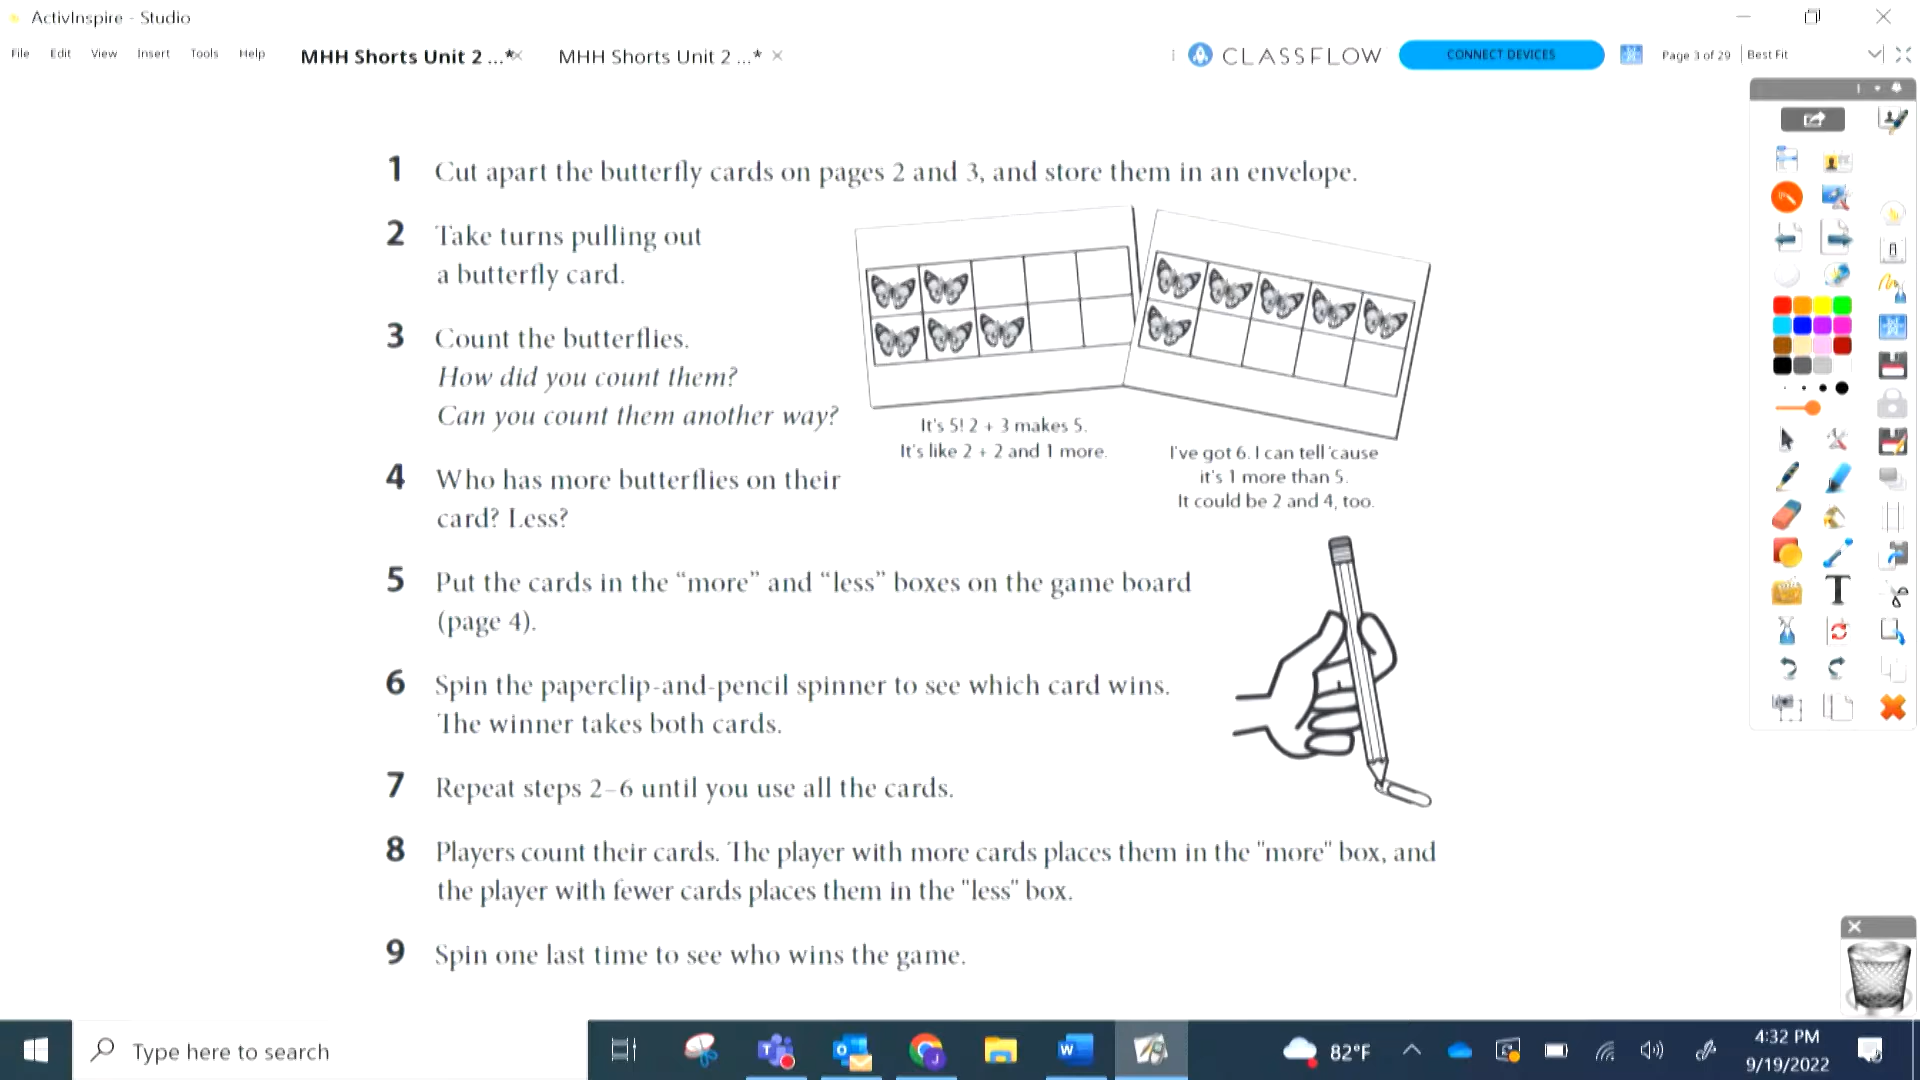 ActivInspire - Studio
File Edit View Insert Tools Help
MHH Shorts Unit 2 ...*
MHH Shorts Unit 2 ...*
CLASSFLOW
CONNECT DEVICES
Page 3 of 29
Best Fit
1 Cut apart the butterfly cards on pages 2 and 3, and store them in an envelope.
2 Take turns pulling out
a butterfly card.
3 Count the butterflies.
How did you count them?
Can you count them another way?
It's 5! 2 + 3 makes 5.
It's like 2 + 2 and 1 more.
I've got 6. I can tell 'cause
it's 1 more than 5.
It could be 2 and 4, too.
4 Who has more butterflies on their
card? Less?
5 Put the cards in the “more” and “less” boxes on the game board
(page 4).
6 Spin the paperclip-and-pencil spinner to see which card wins.
The winner takes both cards.
7 Repeat steps 2–6 until you use all the cards.
8 Players count their cards. The player with more cards places them in the "more" box, and
the player with fewer cards places them in the "less" box.
9 Spin one last time to see who wins the game.
Type here to search
82°F
4:32 PM
9/19/2022